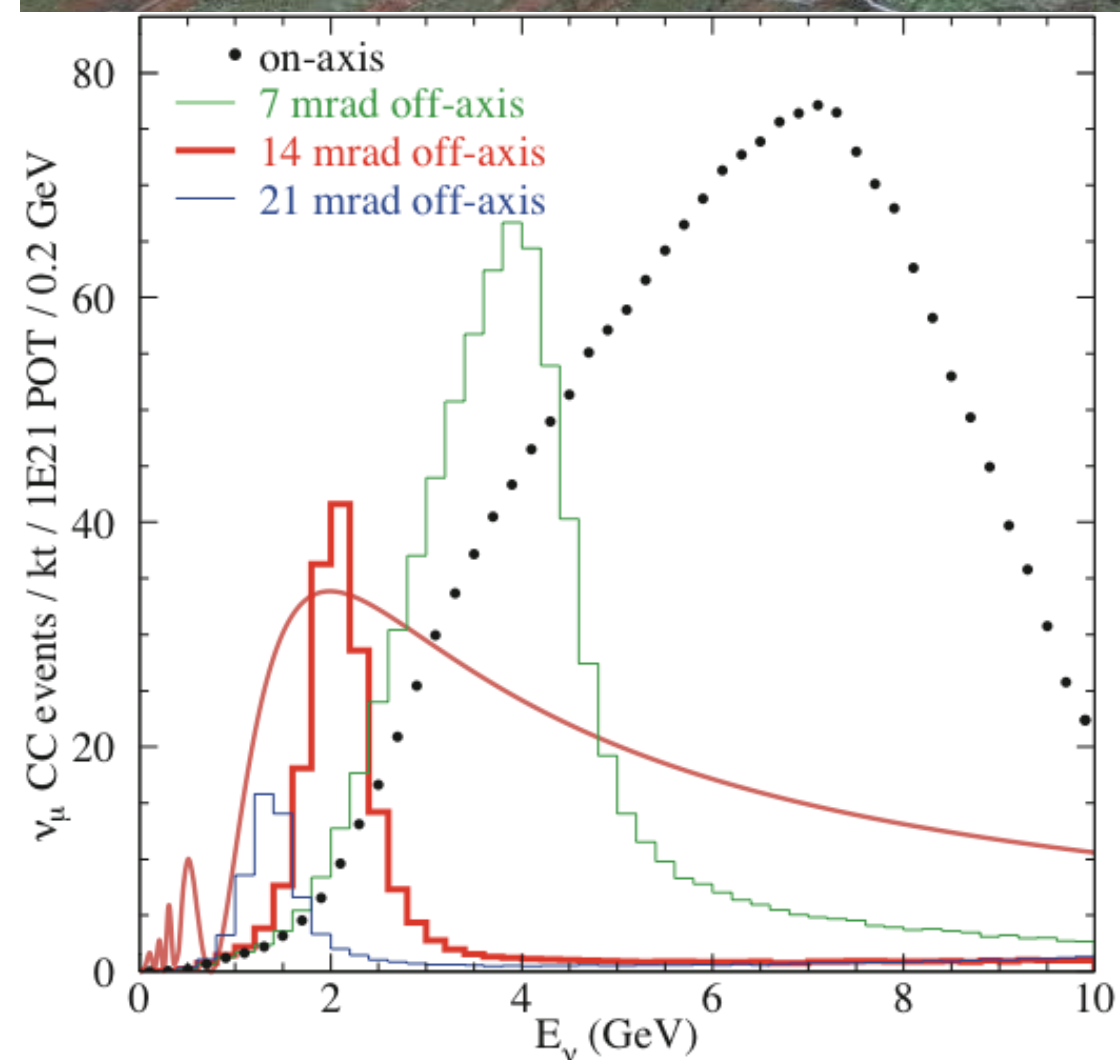 on-axis
7 mrad off-axis
14 mrad off-axis
21 mrad off-axis
νμ CC events / kt / 1E21 POT / 0.2 GeV
80
60
40
20
0
0 2 4 6 8 10
Eν (GeV)